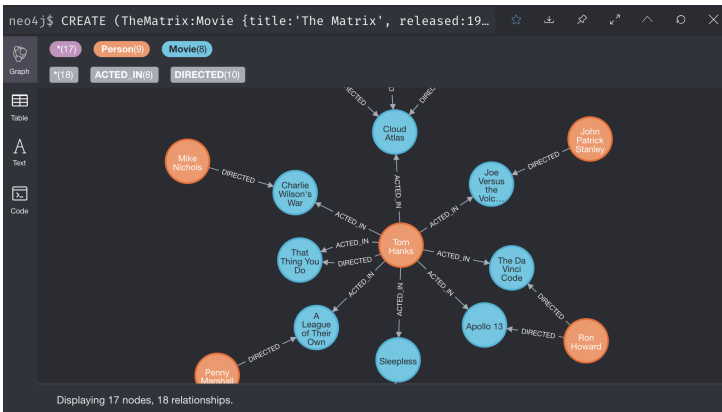 neo4j$ CREATE (TheMatrix:Movie {title:'The Matrix', released:19…
Graph
*(17) Person(9) Movie(8)
*(18) ACTED_IN(8) DIRECTED(10)
Table
Text
Code
DIRECTED
Cloud
Atlas
John
Patrick
Stanley
DIRECTED
Mike
Nichols
DIRECTED
Charlie
Wilson's
War
ACTED_IN
ACTED_IN
ACTED_IN
Joe
Versus
the
Volc…
Tom
Hanks
ACTED_IN
DIRECTED
That
Thing You
Do
ACTED_IN
The Da
Vinci
Code
ACTED_IN
ACTED_IN
ACTED_IN
DIRECTED
A
League
of Their
Own
Apollo 13
DIRECTED
Ron
Howard
DIRECTED
Penny
Marshall
Sleepless
Displaying 17 nodes, 18 relationships.